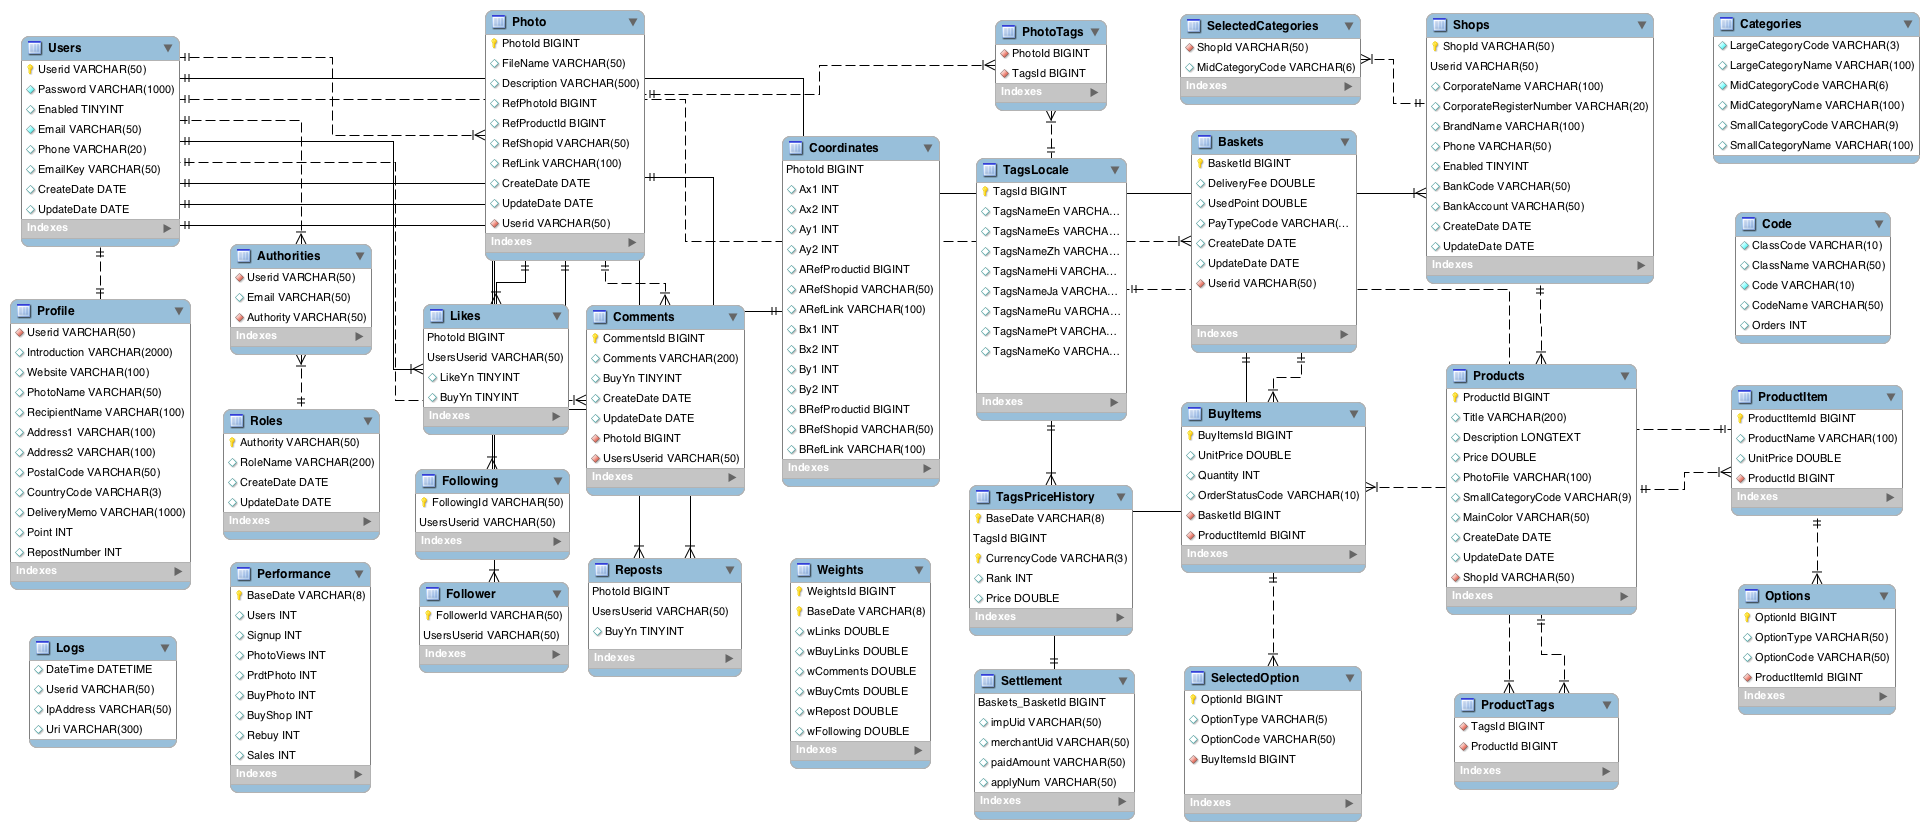 Users
Userid VARCHAR(50)
Password VARCHAR(1000)
Enabled TINYINT
Email VARCHAR(50)
Phone VARCHAR(20)
EmailKey VARCHAR(50)
CreateDate DATE
UpdateDate DATE
Indexes
Profile
Userid VARCHAR(50)
Introduction VARCHAR(2000)
Website VARCHAR(100)
PhotoName VARCHAR(50)
RecipientName VARCHAR(100)
Address1 VARCHAR(100)
Address2 VARCHAR(100)
PostalCode VARCHAR(50)
CountryCode VARCHAR(3)
DeliveryMemo VARCHAR(1000)
Point INT
RepostNumber INT
Indexes
Logs
DateTime DATETIME
Userid VARCHAR(50)
IpAddress VARCHAR(50)
Uri VARCHAR(300)
Authorities
Userid VARCHAR(50)
Email VARCHAR(50)
Authority VARCHAR(50)
Indexes
Roles
Authority VARCHAR(50)
RoleName VARCHAR(200)
CreateDate DATE
UpdateDate DATE
Indexes
Performance
BaseDate VARCHAR(8)
Users INT
Signup INT
PhotoViews INT
PrdtPhoto INT
BuyPhoto INT
BuyShop INT
Rebuy INT
Sales INT
Indexes
Photo
PhotoId BIGINT
FileName VARCHAR(50)
Description VARCHAR(500)
RefPhotoId BIGINT
RefProductId BIGINT
RefShopid VARCHAR(50)
RefLink VARCHAR(100)
CreateDate DATE
UpdateDate DATE
Userid VARCHAR(50)
Indexes
Likes
PhotoId BIGINT
UsersUserid VARCHAR(50)
LikeYn TINYINT
BuyYn TINYINT
Indexes
Following
FollowingId VARCHAR(50)
UsersUserid VARCHAR(50)
Indexes
Follower
FollowerId VARCHAR(50)
UsersUserid VARCHAR(50)
Indexes
Comments
CommentsId BIGINT
Comments VARCHAR(200)
BuyYn TINYINT
CreateDate DATE
UpdateDate DATE
PhotoId BIGINT
UsersUserid VARCHAR(50)
Indexes
Reposts
PhotoId BIGINT
UsersUserid VARCHAR(50)
BuyYn TINYINT
Indexes
Coordinates
PhotoId BIGINT
Ax1 INT
Ax2 INT
Ay1 INT
Ay2 INT
ARefProductid BIGINT
ARefShopid VARCHAR(50)
ARefLink VARCHAR(100)
Bx1 INT
Bx2 INT
By1 INT
By2 INT
BRefProductid BIGINT
BRefShopid VARCHAR(50)
BRefLink VARCHAR(100)
Indexes
Weights
WeightsId BIGINT
BaseDate VARCHAR(8)
wLinks DOUBLE
wBuyLinks DOUBLE
wComments DOUBLE
wBuyCmts DOUBLE
wRepost DOUBLE
wFollowing DOUBLE
Indexes
PhotoTags
PhotoId BIGINT
TagsId BIGINT
Indexes
TagsLocale
TagsId BIGINT
TagsNameEn VARCHA...
TagsNameEs VARCHA...
TagsNameZh VARCHA...
TagsNameHi VARCHA...
TagsNameJa VARCHA...
TagsNameRu VARCHA...
TagsNamePt VARCHA...
TagsNameKo VARCHA...
Indexes
TagsPriceHistory
BaseDate VARCHAR(8)
TagsId BIGINT
CurrencyCode VARCHAR(3)
Rank INT
Price DOUBLE
Indexes
Settlement
Baskets_BasketId BIGINT
impUid VARCHAR(50)
merchantUid VARCHAR(50)
paidAmount VARCHAR(50)
applyNum VARCHAR(50)
Indexes
SelectedCategories
ShopId VARCHAR(50)
MidCategoryCode VARCHAR(6)
Indexes
Baskets
BasketId BIGINT
DeliveryFee DOUBLE
UsedPoint DOUBLE
PayTypeCode VARCHAR(...
CreateDate DATE
UpdateDate DATE
Userid VARCHAR(50)
Indexes
BuyItems
BuyItemsId BIGINT
UnitPrice DOUBLE
Quantity INT
OrderStatusCode VARCHAR(10)
BasketId BIGINT
ProductItemId BIGINT
Indexes
SelectedOption
OptionId BIGINT
OptionType VARCHAR(5)
OptionCode VARCHAR(50)
BuyItemsId BIGINT
Indexes
Shops
ShopId VARCHAR(50)
Userid VARCHAR(50)
CorporateName VARCHAR(100)
CorporateRegisterNumber VARCHAR(20)
BrandName VARCHAR(100)
Phone VARCHAR(50)
Enabled TINYINT
BankCode VARCHAR(50)
BankAccount VARCHAR(50)
CreateDate DATE
UpdateDate DATE
Indexes
Products
ProductId BIGINT
Title VARCHAR(200)
Description LONGTEXT
Price DOUBLE
PhotoFile VARCHAR(100)
SmallCategoryCode VARCHAR(9)
MainColor VARCHAR(50)
CreateDate DATE
UpdateDate DATE
ShopId VARCHAR(50)
Indexes
ProductTags
TagsId BIGINT
ProductId BIGINT
Indexes
Categories
LargeCategoryCode VARCHAR(3)
LargeCategoryName VARCHAR(100)
MidCategoryCode VARCHAR(6)
MidCategoryName VARCHAR(100)
SmallCategoryCode VARCHAR(9)
SmallCategoryName VARCHAR(100)
Code
ClassCode VARCHAR(10)
ClassName VARCHAR(50)
Code VARCHAR(10)
CodeName VARCHAR(50)
Orders INT
ProductItem
ProductItemId BIGINT
ProductName VARCHAR(100)
UnitPrice DOUBLE
ProductId BIGINT
Indexes
Options
OptionId BIGINT
OptionType VARCHAR(50)
OptionCode VARCHAR(50)
ProductItemId BIGINT
Indexes